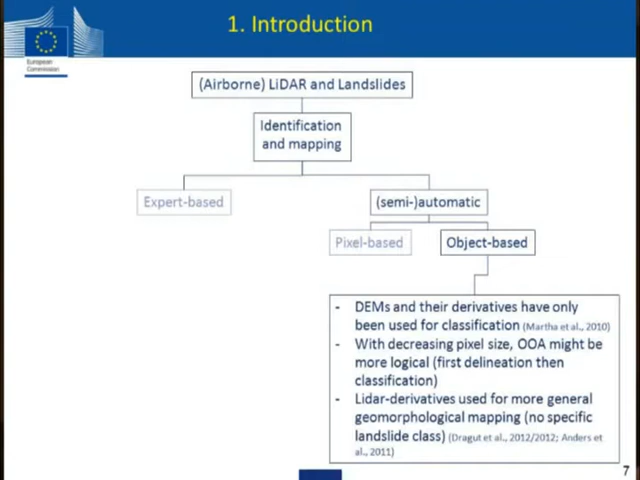 1. Introduction
European
Commission
(Airborne) LiDAR and Landslides
Identification
and mapping
Expert-based
(semi-)automatic
Pixel-based
Object-based
- DEMs and their derivatives have only
been used for classification (Martha et al., 2010)
- With decreasing pixel size, OOA might be
more logical (first delineation then
classification)
- Lidar-derivatives used for more general
geomorphological mapping (no specific
landslide class) (Dragut et al., 2012/2012; Anders et
al., 2011)
7